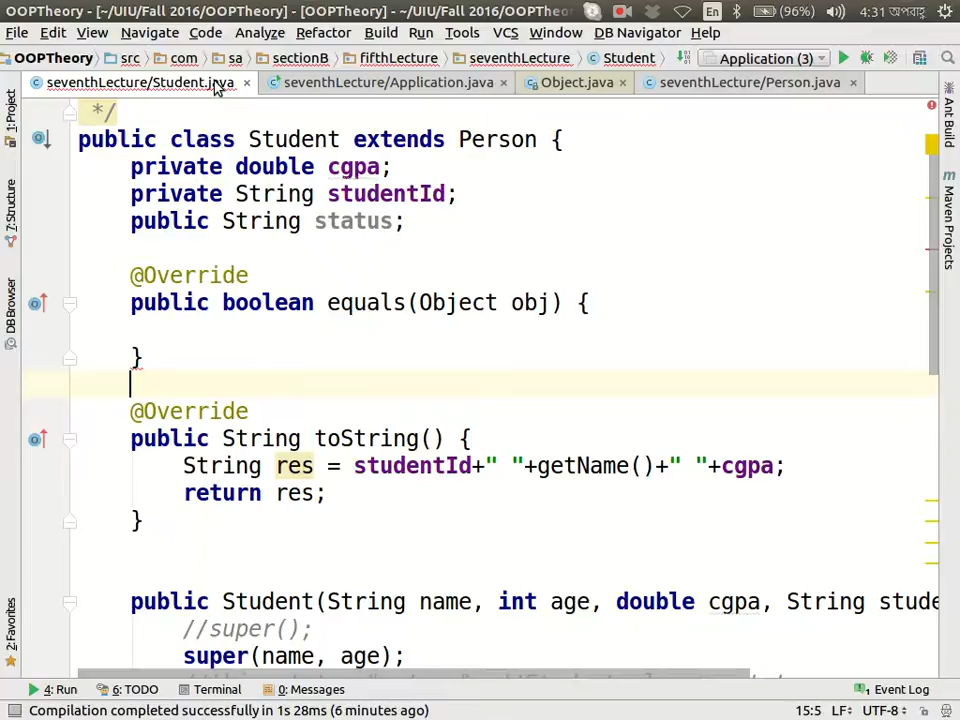 OOPTheory - [~/UIU/Fall 2016/OOPTheory] - [OOPTheory] - ~/UIU/Fall 2016/OOPTheory/ En (96%) 4:31 অপরাহ্ণ
File Edit View Navigate Code Analyze Refactor Build Run Tools VCS Window DB Navigator Help
OOPTheory src com sa sectionB fifthLecture seventhLecture Student Application (3)
seventhLecture/Student.java seventhLecture/Application.java Object.java seventhLecture/Person.java
1: Project
7: Structure
DB Browser
2: Favorites
Ant Build
Maven Projects
*/
public class Student extends Person {
private double cgpa;
private String studentId;
public String status;
@Override
public boolean equals(Object obj) {
}
@Override
public String toString() {
String res = studentId+" "+getName()+" "+cgpa;
return res;
}
public Student(String name, int age, double cgpa, String stude
//super();
super(name, age);
4: Run 6: TODO Terminal 0: Messages 1 Event Log
Compilation completed successfully in 1s 28ms (6 minutes ago) 15:5 LF UTF-8